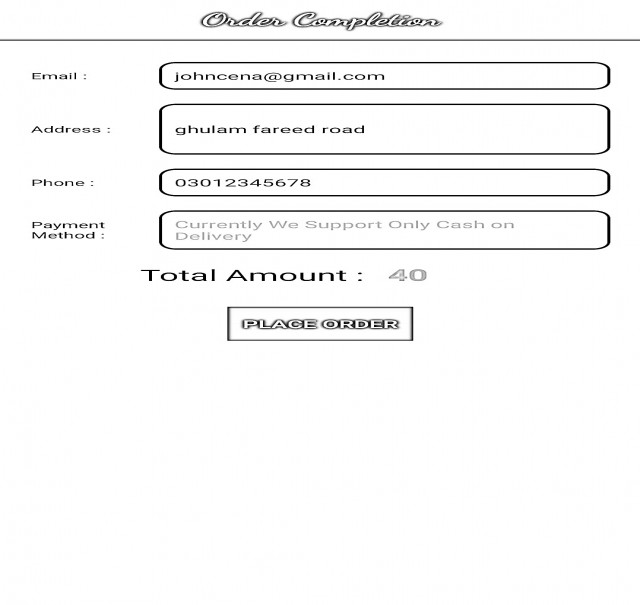 Order Completion
Email :
johncena@gmail.com
Address :
ghulam fareed road
Phone :
03012345678
Payment
Method :
Currently We Support Only Cash on
Delivery
Total Amount : 40
PLACE ORDER